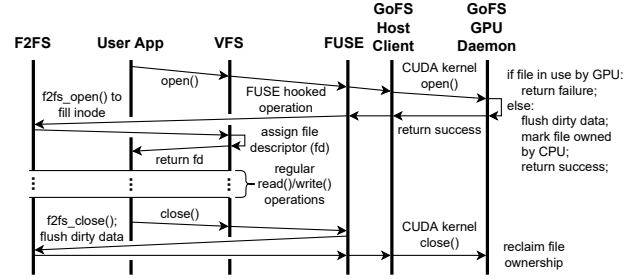 F2FS
User App
VFS
FUSE
GoFS
Host
Client
GoFS
GPU
Daemon
open()
CUDA kernel
open()
if file in use by GPU:
return failure;
else:
flush dirty data;
mark file owned
by CPU;
return success;
f2fs_open() to
fill inode
FUSE hooked
operation
return success
assign file
descriptor (fd)
return fd
regular
read()/write()
operations
f2fs_close();
flush dirty data
close()
CUDA kernel
close()
reclaim file
ownership